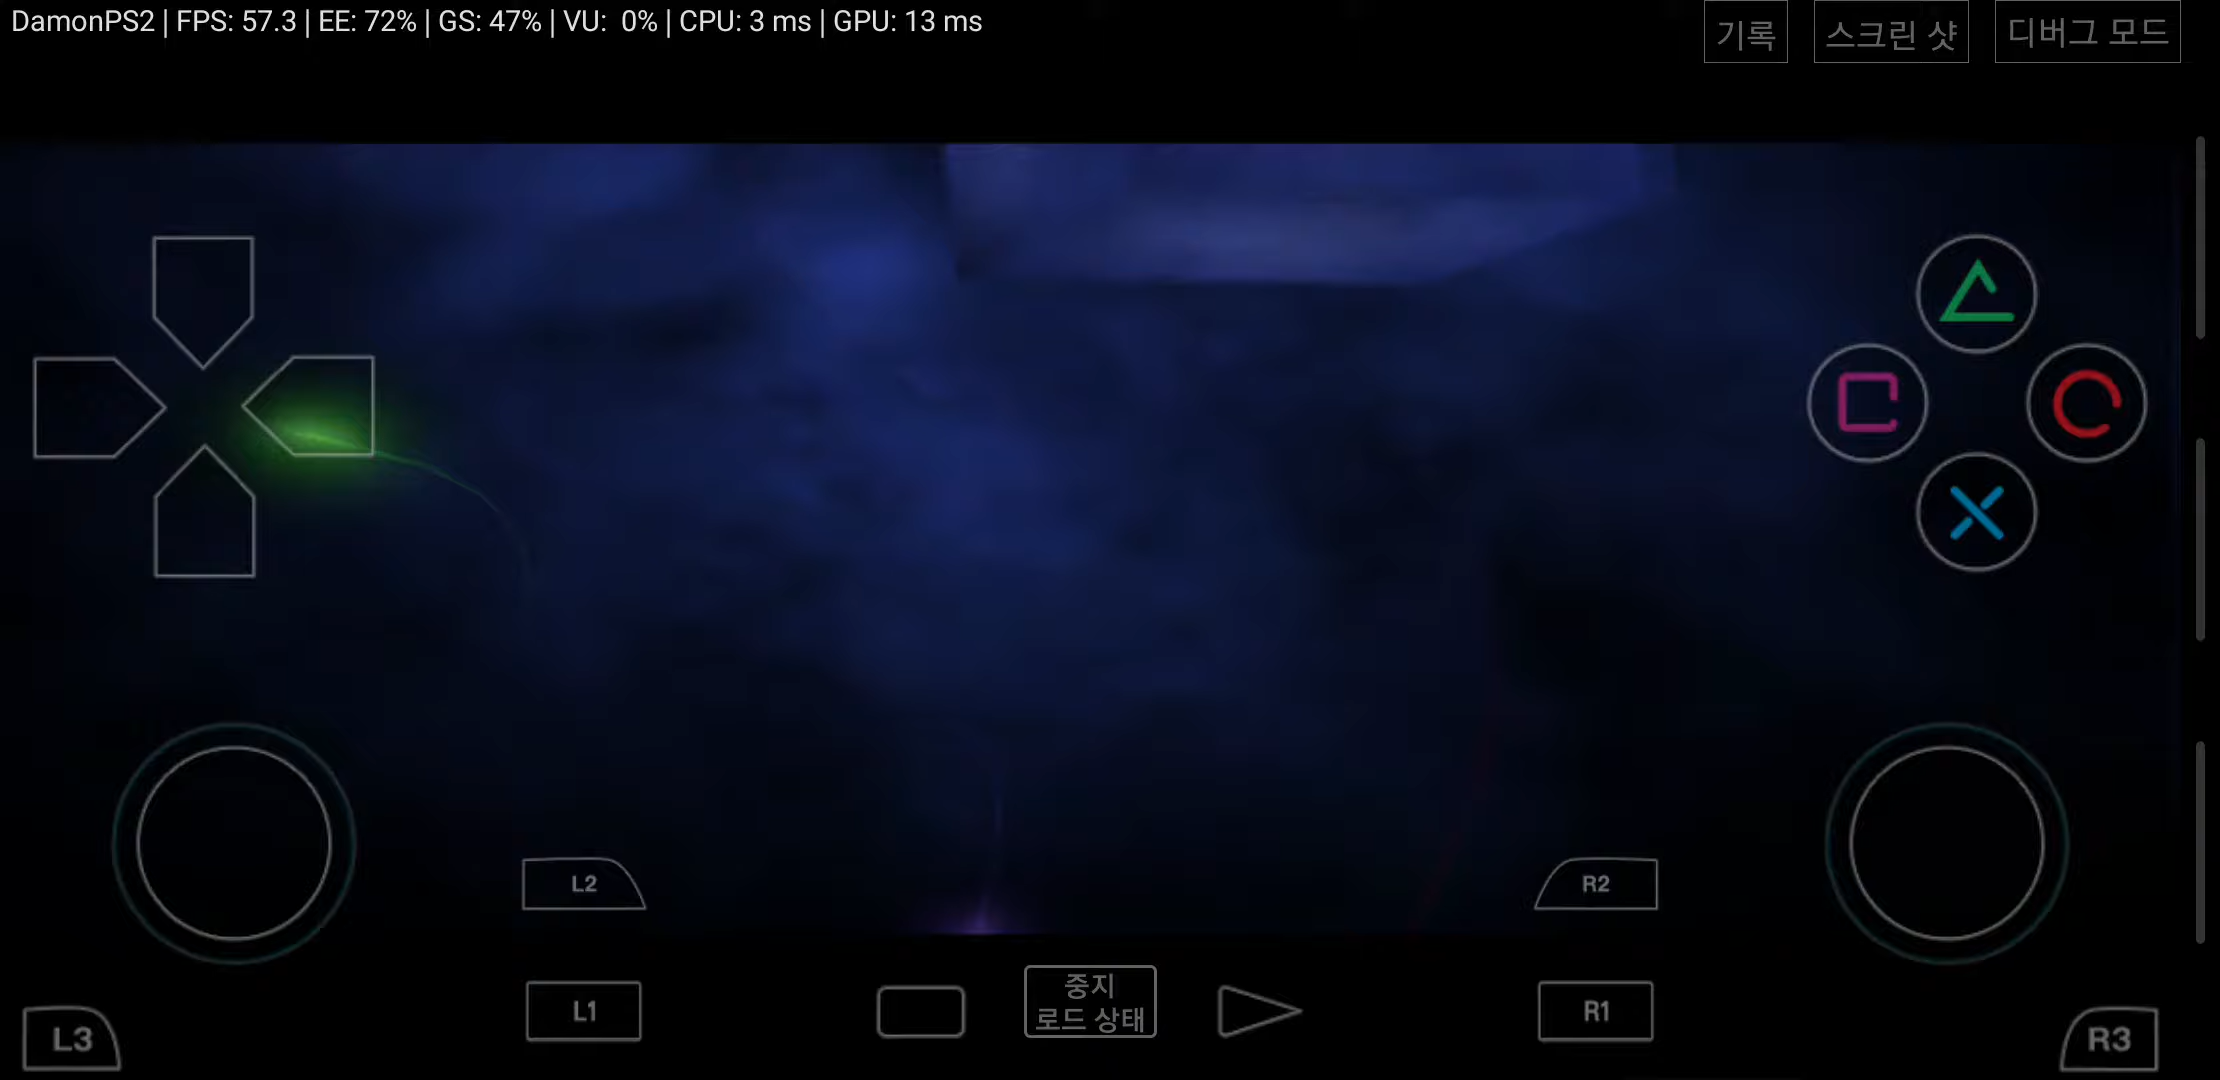 DamonPS2 | FPS: 57.3 | EE: 72% | GS: 47% | VU: 0% | CPU: 3 ms | GPU: 13 ms
기록
스크린 샷
디버그 모드
L2
R2
중지
로드 상태
L1
R1
L3
R3